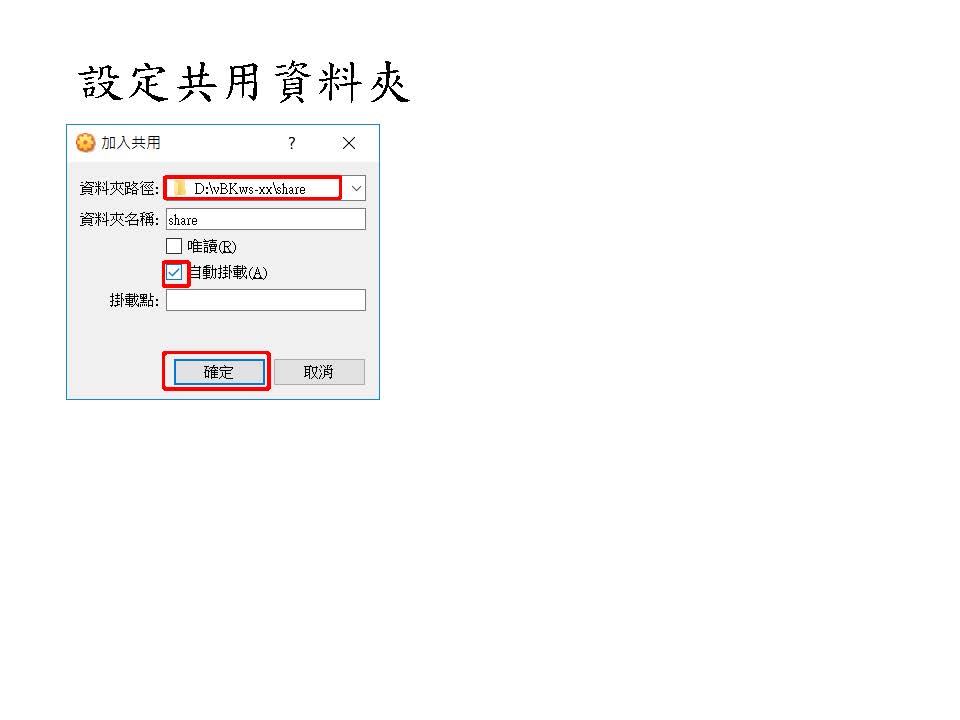 設定共用資料夾
加入共用 ?
資料夾路徑: D:\vBKws-xx\share
資料夾名稱: share
唯讀(R)
自動掛載(A)
掛載點:
確定 取消